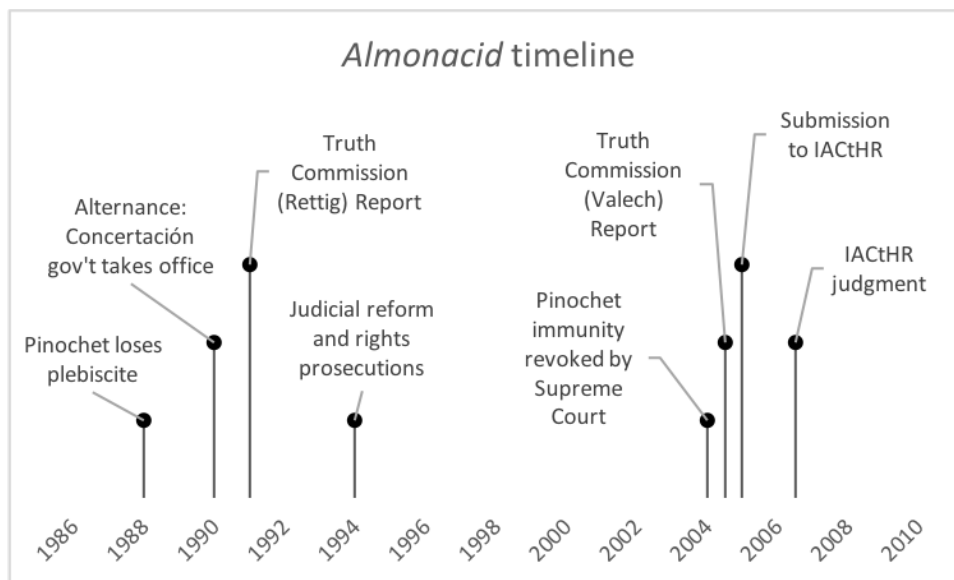 Almonacid timeline
Pinochet loses
plebiscite
Alternance:
Concertación
gov't takes office
Truth
Commission
(Rettig) Report
Judicial reform
and rights
prosecutions
Pinochet
immunity
revoked by
Supreme
Court
Truth
Commission
(Valech)
Report
Submission
to IACtHR
IACtHR
judgment
1986
1988
1990
1992
1994
1996
1998
2000
2002
2004
2006
2008
2010